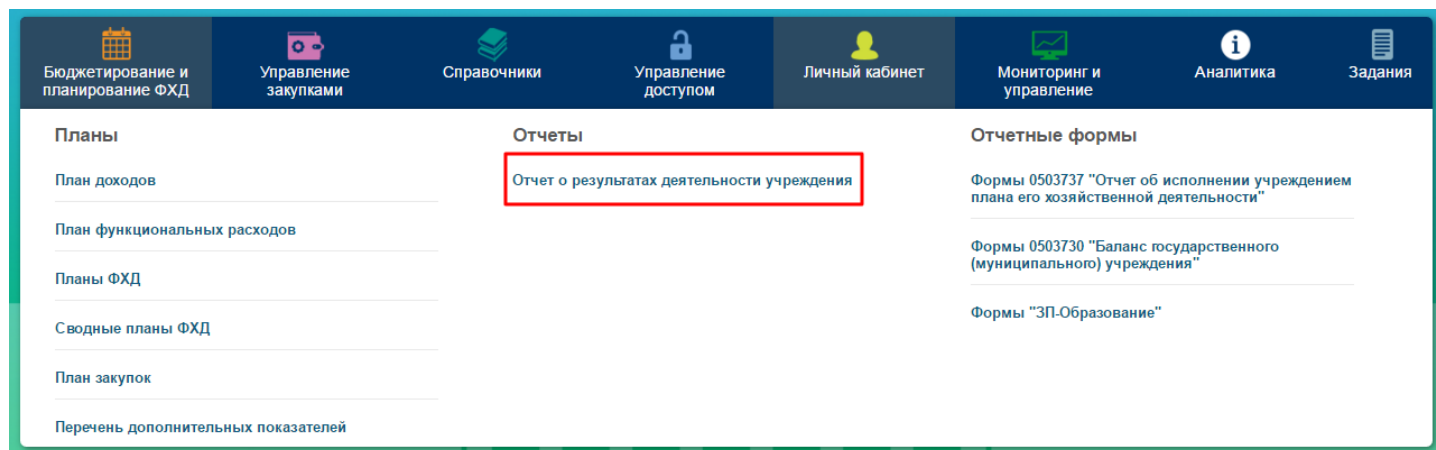 Бюджетирование и
планирование ФХД
Управление
закупками
Справочники
Управление
доступом
Личный кабинет
Мониторинг и
управление
Аналитика
Задания
Планы
План доходов
План функциональных расходов
Планы ФХД
Сводные планы ФХД
План закупок
Перечень дополнительных показателей
Отчеты
Отчет о результатах деятельности учреждения
Отчетные формы
Формы 0503737 "Отчет об исполнении учреждением
плана его хозяйственной деятельности"
Формы 0503730 "Баланс государственного
(муниципального) учреждения"
Формы "ЗП-Образование"